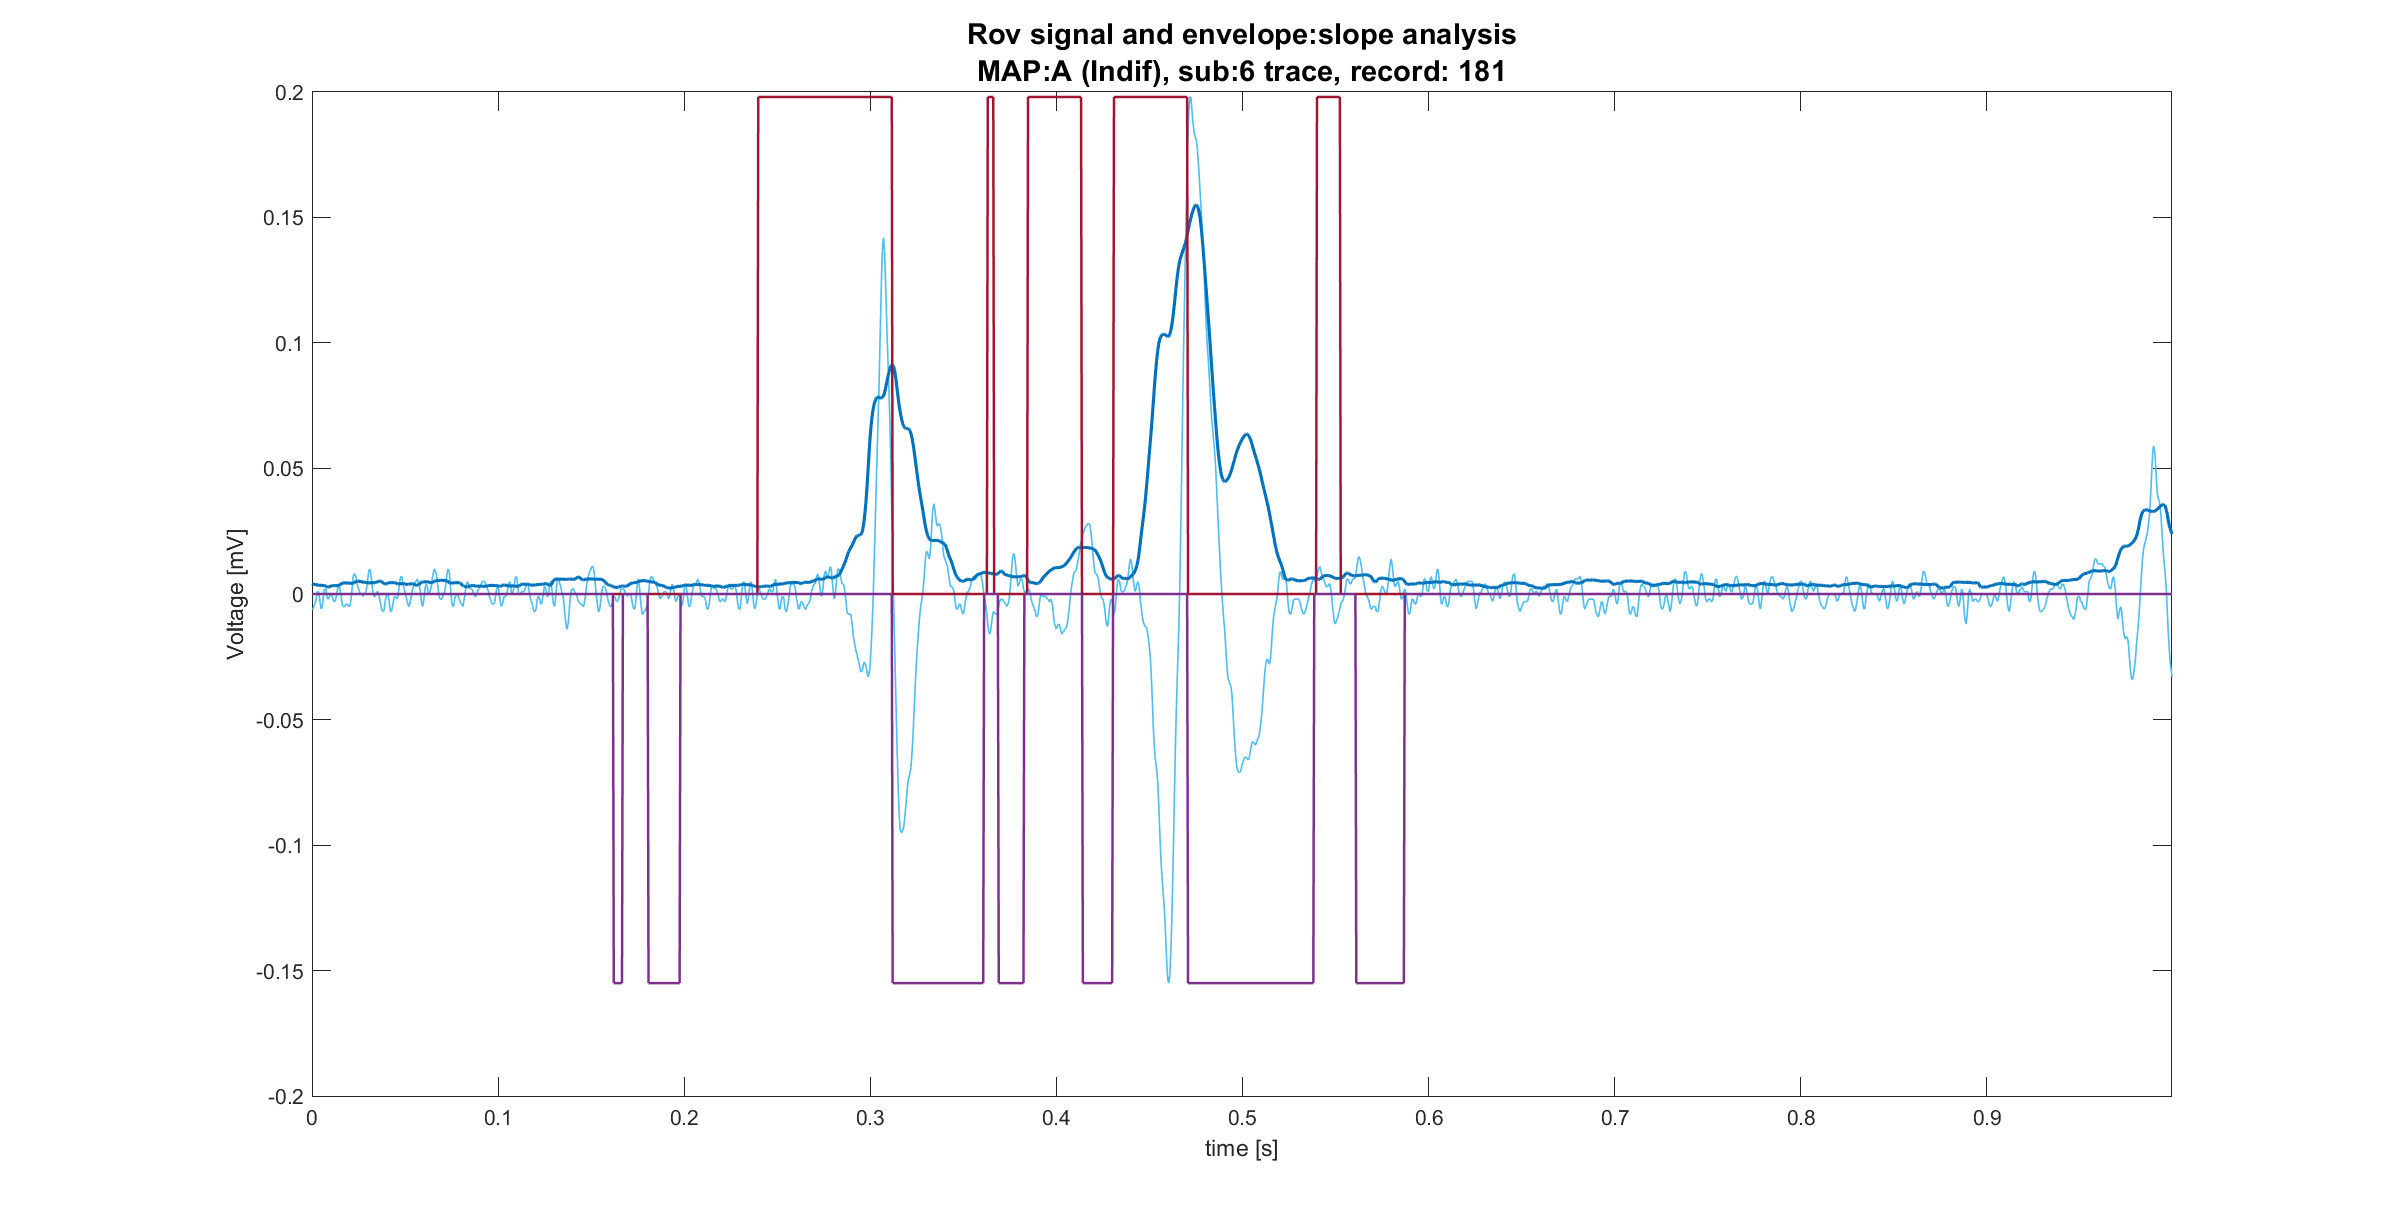 Rov signal and envelope:slope analysis
MAP:A (Indif), sub:6 trace, record: 181
0.2
0.15
0.1
0.05
0
-0.05
-0.1
-0.15
-0.2
Voltage [mV]
0 0.1 0.2 0.3 0.4 0.5 0.6 0.7 0.8 0.9
time [s]